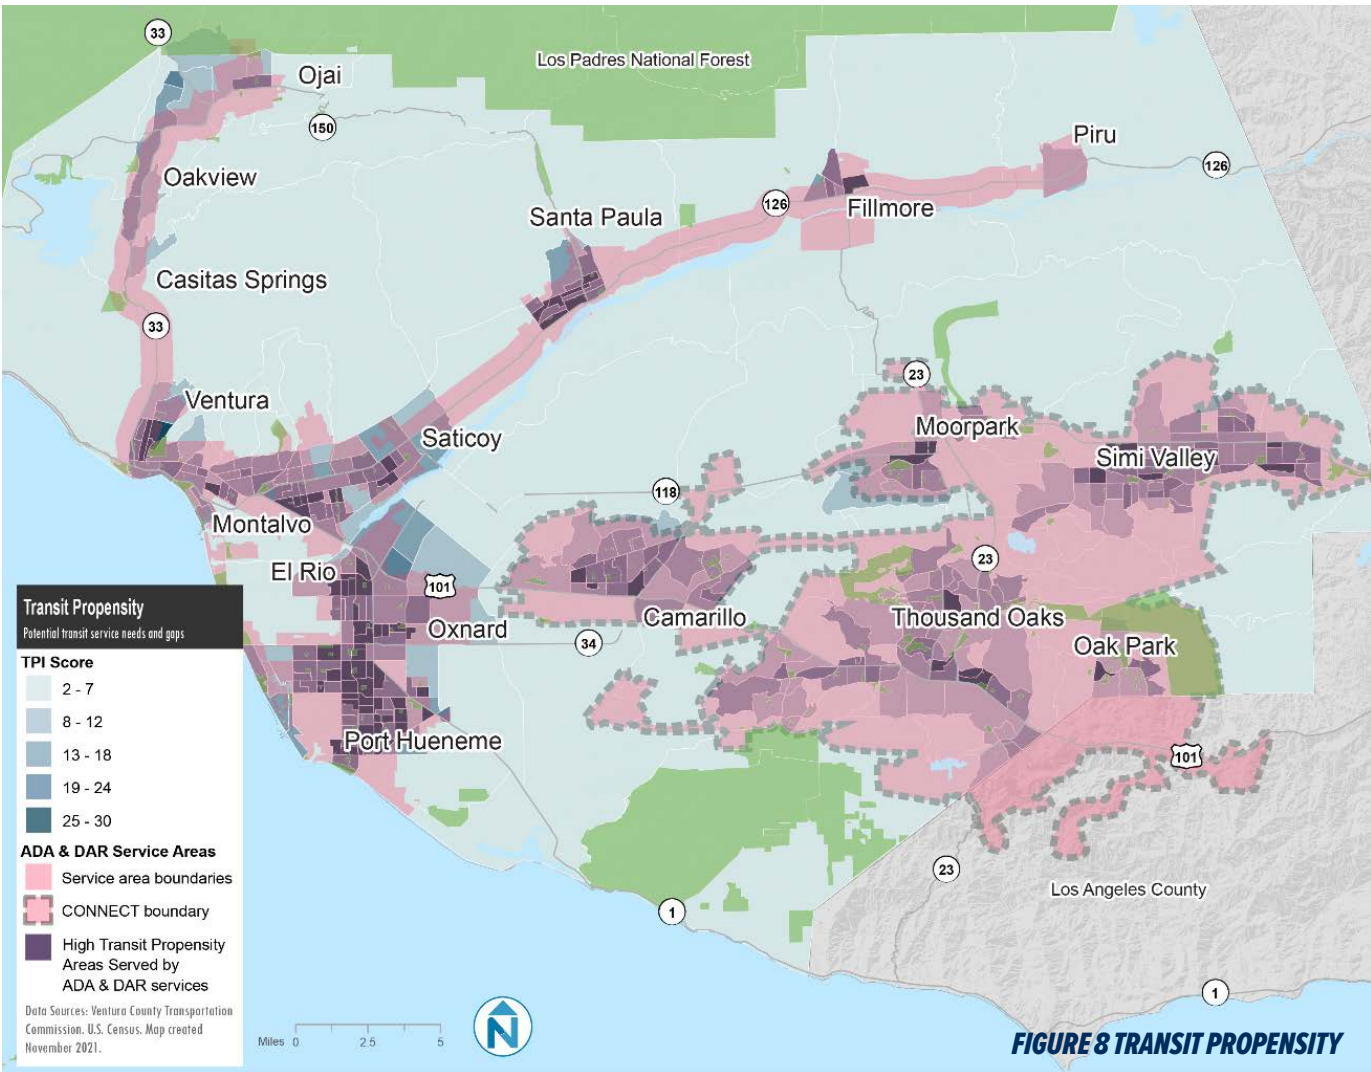 33
Los Padres National Forest
Ojai
150
Piru
126
Oakview
126
Fillmore
Santa Paula
Casitas Springs
33
23
Ventura
Moorpark
Saticoy
Simi Valley
118
Montalvo
El Rio
23
101
Camarillo
Thousand Oaks
Oxnard
34
Oak Park
Port Hueneme
101
23
Los Angeles County
1
1
Transit Propensity
Potential transit service needs and gaps
TPI Score
2 - 7
8 - 12
13 - 18
19 - 24
25 - 30
ADA & DAR Service Areas
Service area boundaries
CONNECT boundary
High Transit Propensity
Areas Served by
ADA & DAR services
Data Sources: Ventura County Transportation
Commission. U.S. Census. Map created
November 2021.
Miles 0 2.5 5
N
FIGURE 8 TRANSIT PROPENSITY